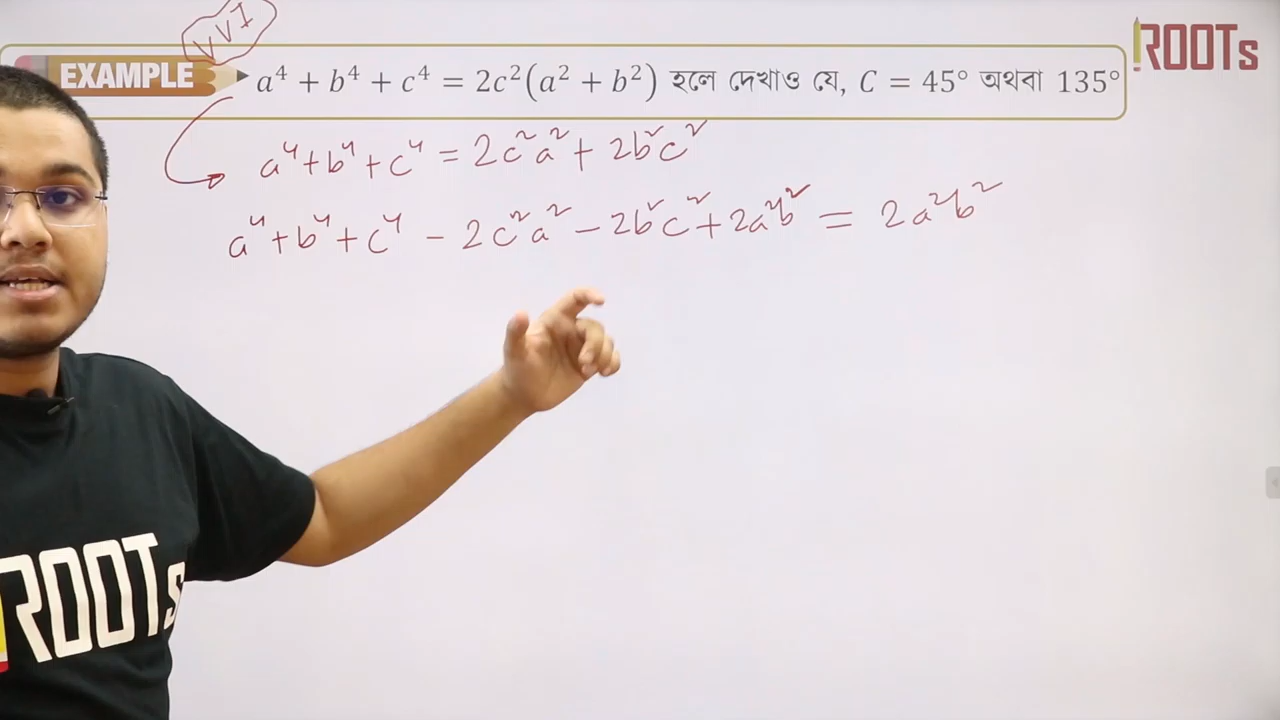 VVI
ROOTs
EXAMPLE a⁴ + b⁴ + c⁴ = 2c²(a² + b²) হলে দেখাও যে, C = 45° অথবা 135°
a⁴ + b⁴ + c⁴ = 2c²a² + 2b²c²
a⁴ + b⁴ + c⁴ - 2c²a² - 2b²c² + 2a²b² = 2a²b²
ROOTs